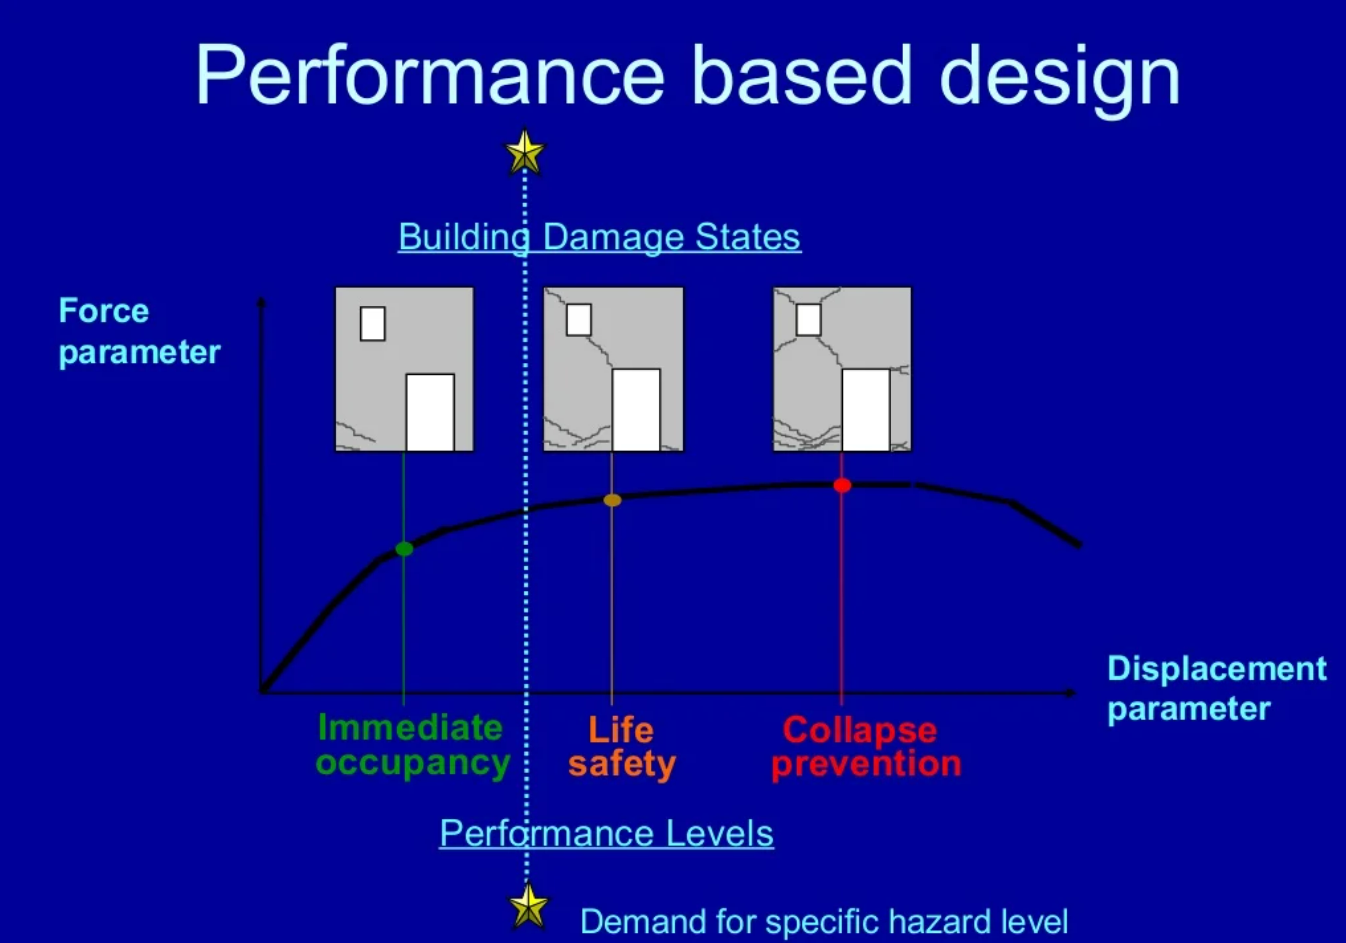 Performance based design
Building Damage States
Force
parameter
Displacement
parameter
Immediate
occupancy
Life
safety
Collapse
prevention
Performance Levels
Demand for specific hazard level